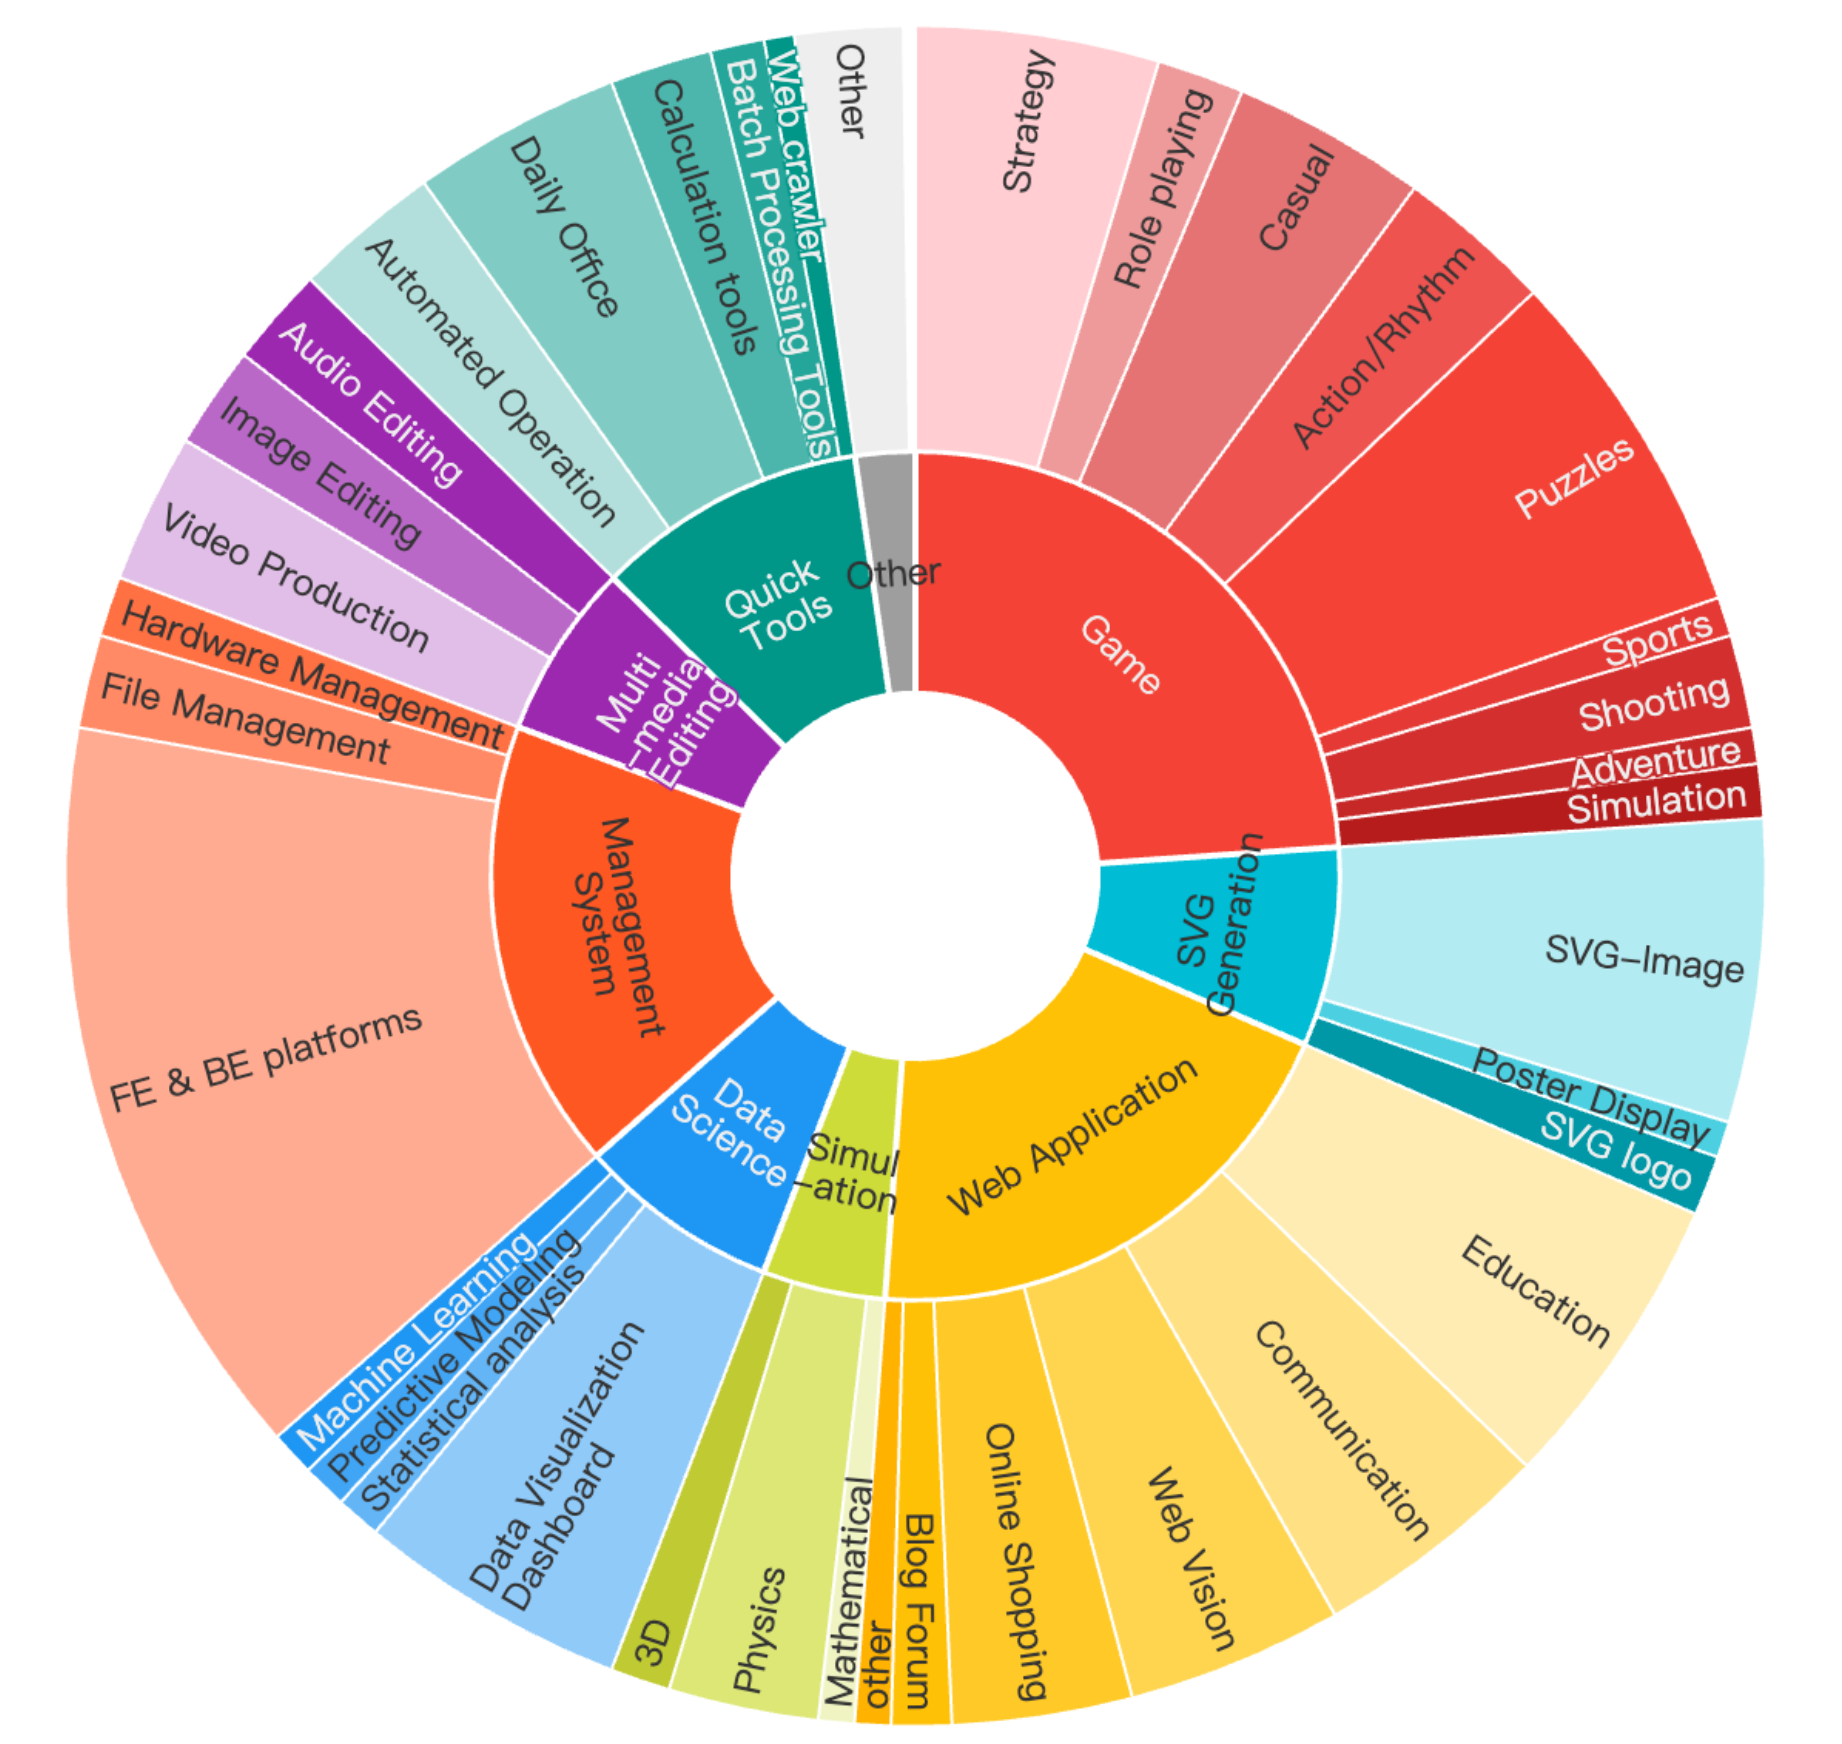 Strategy
Role playing
Casual
Action/Rhythm
Puzzles
Sports
Shooting
Adventure
Simulation
SVG-Image
Poster Display
SVG logo
Education
Communication
Web Vision
Online Shopping
Blog Forum
other
Mathematical
Physics
3D
Data Visualization
Dashboard
Statistical analysis
Predictive Modeling
Machine Learning
FE & BE platforms
File Management
Hardware Management
Video Production
Image Editing
Audio Editing
Automated Operation
Daily Office
Calculation tools
Batch Processing Tools
Web crawler
Other
Game
SVG
Generation
Web Application
Simul
-ation
Data
Science
Management
System
Multi
-media
Editing
Quick
Tools
Other